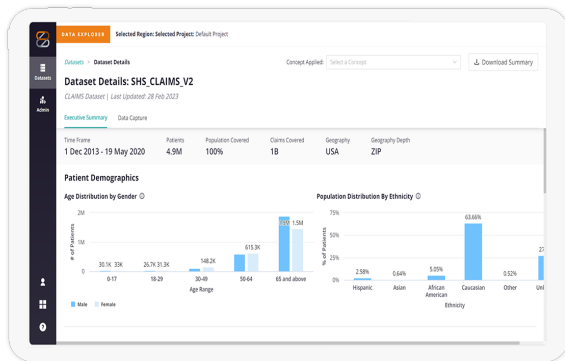 DATA EXPLORER Selected Region: Selected Project: Default Project
Datasets > Dataset Details
Concept Applied: Select a Concept
Download Summary
Datasets
Admin
Dataset Details: SHS_CLAIMS_V2
CLAIMS Dataset | Last Updated: 28 Feb 2023
Executive Summary Data Capture
Time Frame Patients Population Covered Claims Covered Geography Geography Depth
1 Dec 2013 - 19 May 2020 4.9M 100% 1B USA ZIP
Patient Demographics
Age Distribution by Gender
2M
1M
0
# of Patients
30.1K 33K
26.7K 31.3K
148.2K
615.3K
1.5M
0-17 18-29 30-49 50-64 65 and above
Age Range
Male Female
Population Distribution By Ethnicity
75%
50%
25%
0%
% of Patients
2.58%
0.64%
5.05%
63.66%
0.52%
27
Hispanic Asian African American Caucasian Other Unl
Ethnicity